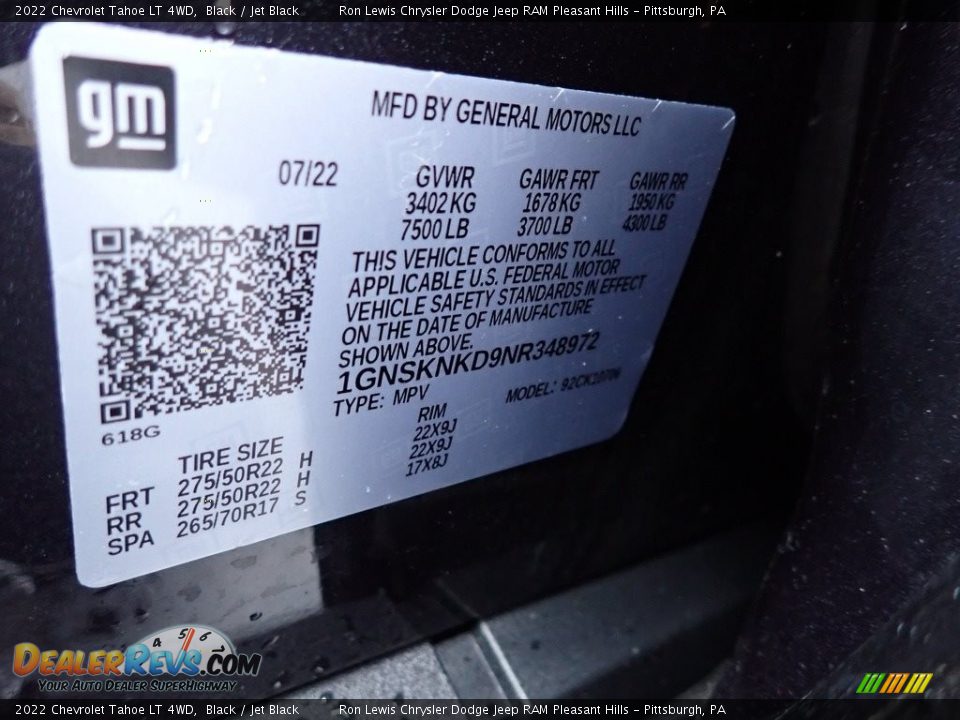 2022 Chevrolet Tahoe LT 4WD, Black / Jet Black Ron Lewis Chrysler Dodge Jeep RAM Pleasant Hills - Pittsburgh, PA
gm
MFD BY GENERAL MOTORS LLC
07/22 GVWR GAWR FRT GAWR RR
3402 KG 1678 KG 1950 KG
7500 LB 3700 LB 4300 LB
THIS VEHICLE CONFORMS TO ALL
APPLICABLE U.S. FEDERAL MOTOR
VEHICLE SAFETY STANDARDS IN EFFECT
ON THE DATE OF MANUFACTURE
SHOWN ABOVE.
1GNSKNKD9NR348972
TYPE: MPV MODEL:
618G
TIRE SIZE RIM
FRT 275/50R22 H 22X9J
RR 275/50R22 H 22X9J
SPA 265/70R17 S 17X8J
4 5 6
DEALERREVS.COM
YOUR AUTO DEALER SUPERHIGHWAY
2022 Chevrolet Tahoe LT 4WD, Black / Jet Black Ron Lewis Chrysler Dodge Jeep RAM Pleasant Hills - Pittsburgh, PA